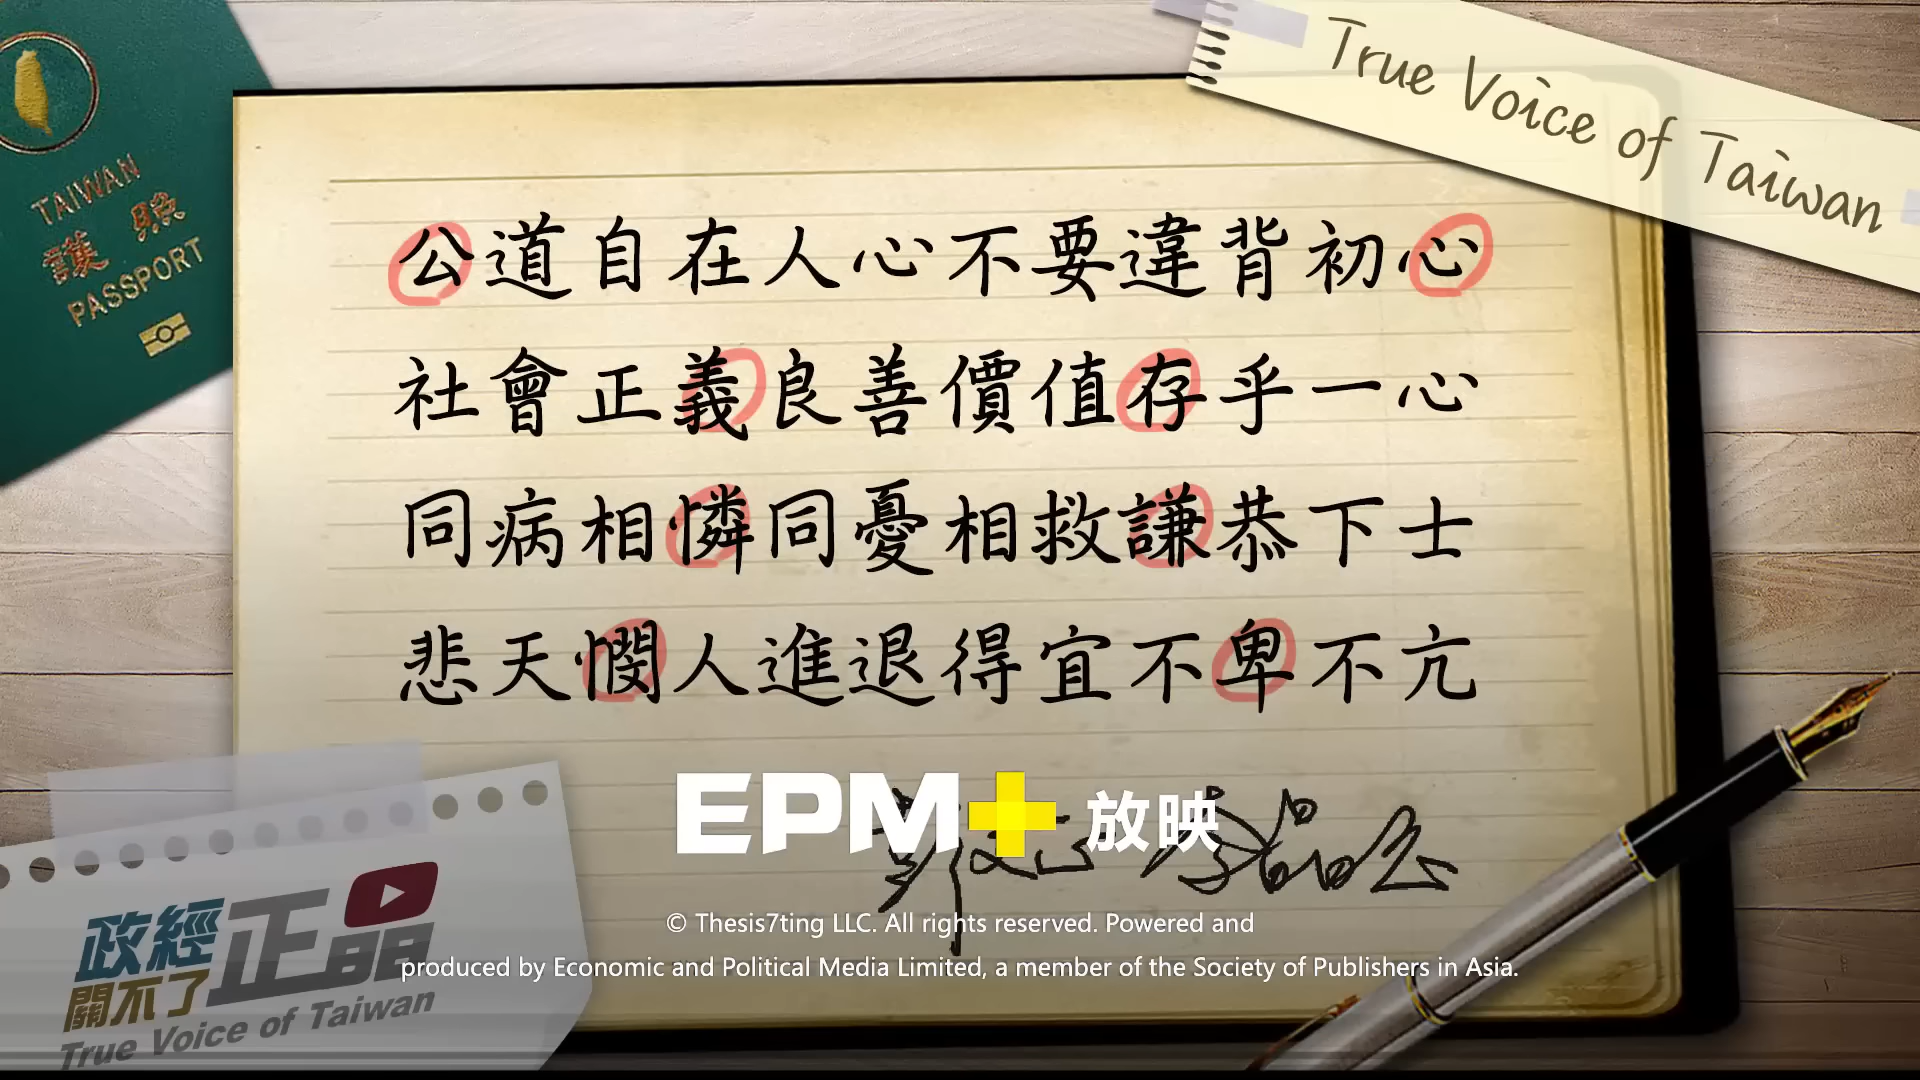 TAIWAN
護照
PASSPORT
True Voice of Taiwan
公道自在人心不要違背初心
社會正義良善價值存乎一心
同病相憐同憂相救謙恭下士
悲天憫人進退得宜不卑不亢
EPM+ 放映
© Thesis7ting LLC. All rights reserved. Powered and
produced by Economic and Political Media Limited, a member of the Society of Publishers in Asia.
政經
關不了
正晶
True Voice of Taiwan